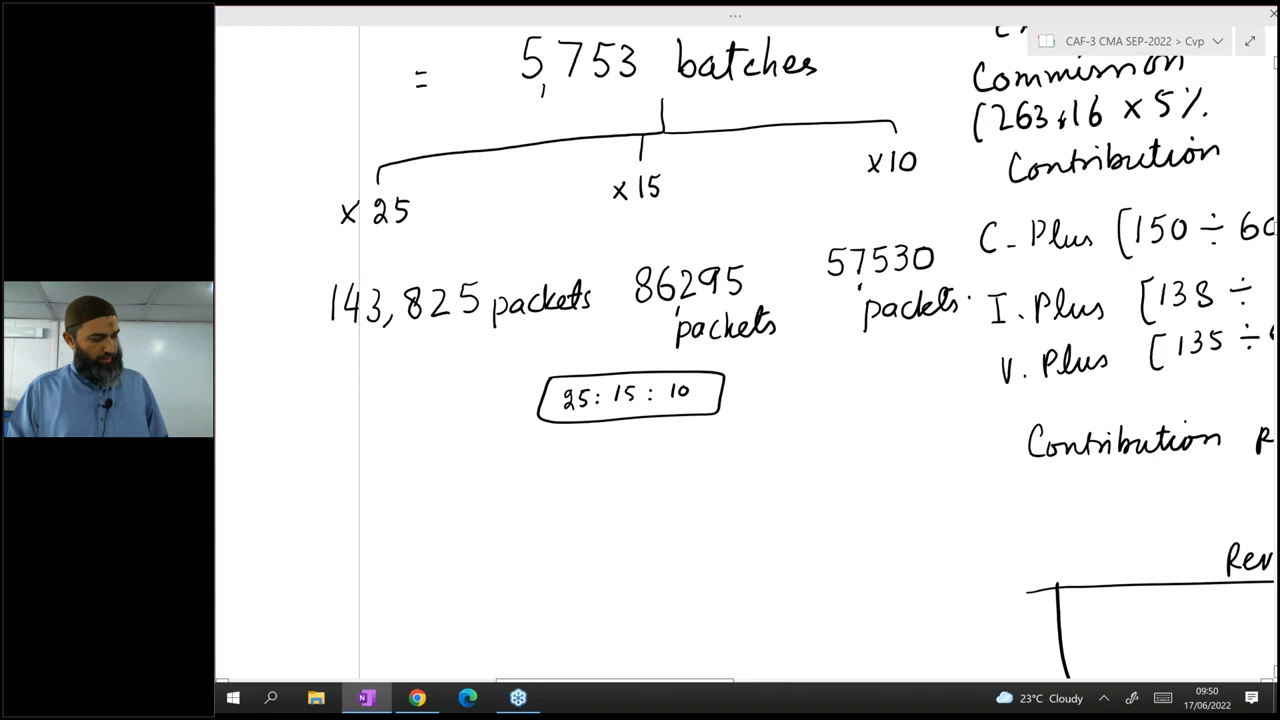 CAF-3 CMA SEP-2022 > Cvp
= 5,753 batches
x 25
x 15
x 10
143,825 packets
86295 packets
57530 packets.
25: 15 : 10
Commission
[263.16 x 5%
Contribution
C- Plus [150 ÷ 60
I. Plus [138 ÷
V. Plus [135 ÷
Contribution R
Rev
23°C Cloudy
09:50
17/06/2022